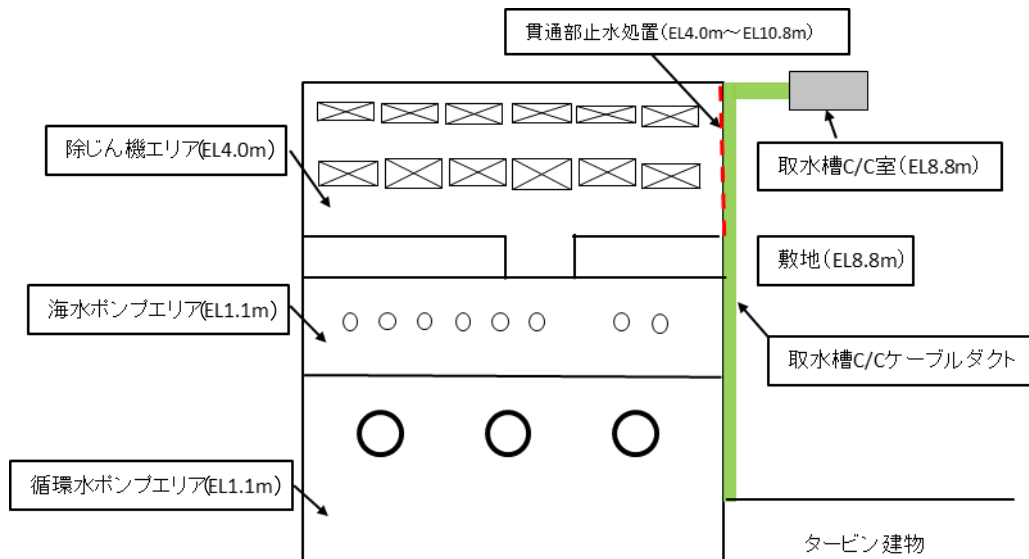 貫通部止水処置(EL4.0m～EL10.8m)
除じん機エリア(EL4.0m)
取水槽C/C室(EL8.8m)
敷地(EL8.8m)
海水ポンプエリア(EL1.1m)
取水槽C/Cケーブルダクト
循環水ポンプエリア(EL1.1m)
タービン建物